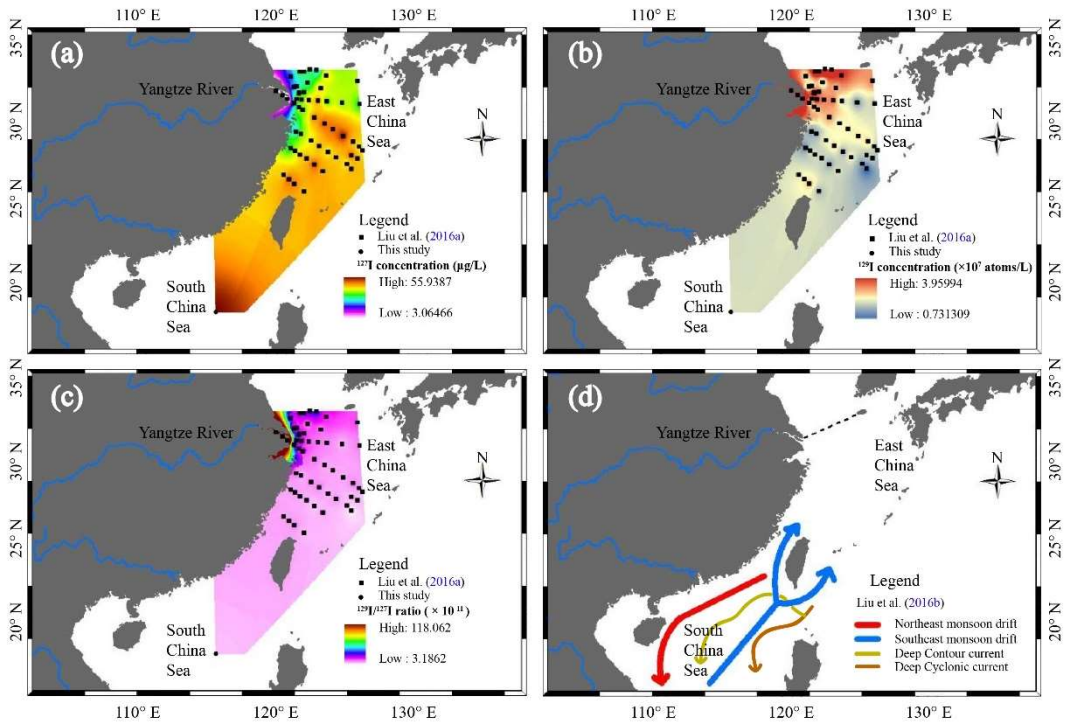 110° E 120° E 130° E
110° E 120° E 130° E
35° N
30° N
25° N
20° N
(a)
Yangtze River
East
China
Sea
N
Legend
Liu et al. (2016a)
This study
¹²⁷I concentration (μg/L)
High: 55.9387
Low : 3.06466
South
China
Sea
(b)
Yangtze River
East
China
Sea
N
Legend
Liu et al. (2016a)
This study
¹²⁹I concentration (×10⁷ atoms/L)
High: 3.95994
Low : 0.731309
South
China
Sea
35° N
30° N
25° N
20° N
35° N
30° N
25° N
20° N
(c)
Yangtze River
East
China
Sea
N
Legend
Liu et al. (2016a)
This study
¹²⁹I/¹²⁷I ratio ( × 10⁻¹¹)
High: 118.062
Low : 3.1862
South
China
Sea
(d)
Yangtze River
East
China
Sea
N
Legend
Liu et al. (2016b)
Northeast monsoon drift
Southeast monsoon drift
Deep Contour current
Deep Cyclonic current
South
China
Sea
35° N
30° N
25° N
20° N
110° E 120° E 130° E
110° E 120° E 130° E